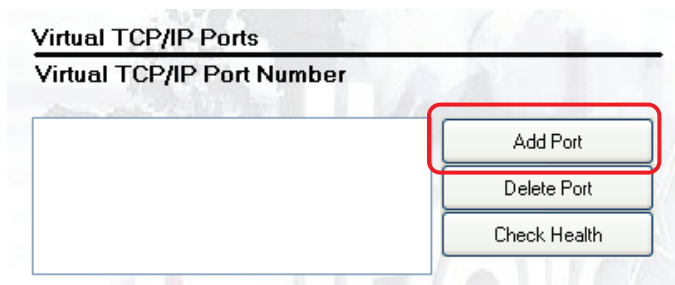 Virtual TCP/IP Ports
Virtual TCP/IP Port Number
Add Port
Delete Port
Check Health